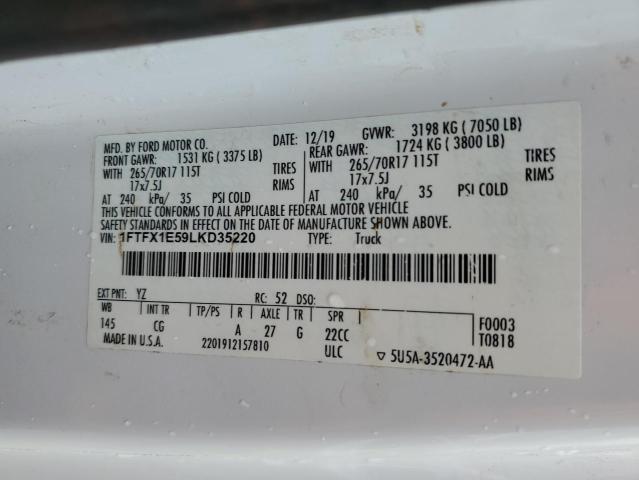 MFD. BY FORD MOTOR CO. DATE: 12/19 GVWR: 3198 KG ( 7050 LB)
FRONT GAWR: 1531 KG ( 3375 LB) REAR GAWR: 1724 KG ( 3800 LB)
WITH 265/70R17 115T TIRES WITH 265/70R17 115T TIRES
17x7.5J RIMS 17x7.5J RIMS
AT 240 kPa/ 35 PSI COLD AT 240 kPa/ 35 PSI COLD
THIS VEHICLE CONFORMS TO ALL APPLICABLE FEDERAL MOTOR VEHICLE
SAFETY STANDARDS IN EFFECT ON THE DATE OF MANUFACTURE SHOWN ABOVE.
VIN: 1FTFX1E59LKD35220 TYPE: Truck
EXT PNT: YZ RC: 52 DSO:
WB INT TR TP/PS R AXLE TR SPR F0003
145 CG A 27 G 22CC T0818
MADE IN U.S.A. 2201912157810 ULC ▽ 5U5A-3520472-AA